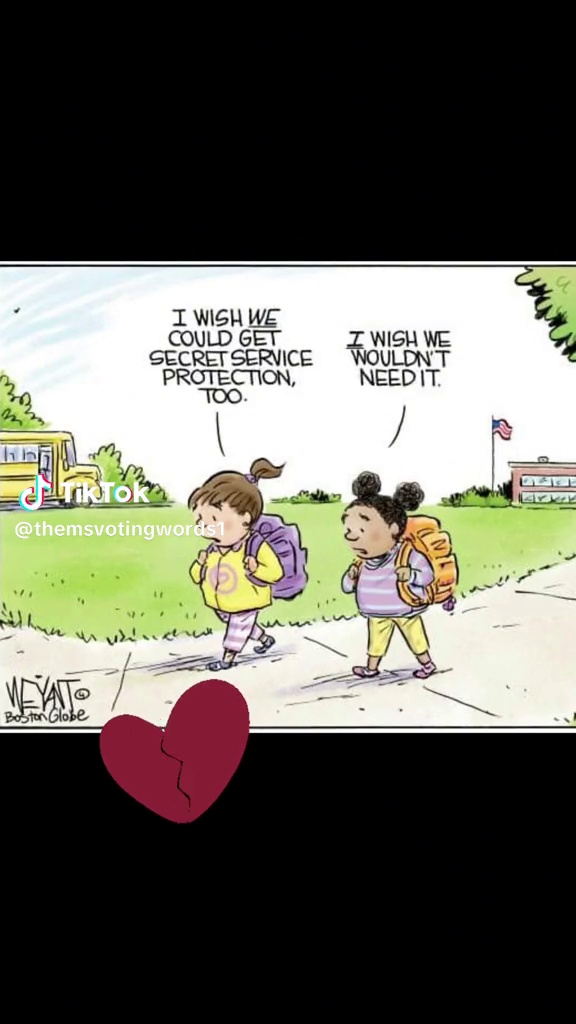 I WISH WE
COULD GET
SECRET SERVICE
PROTECTION,
TOO.
I WISH WE
WOULDN'T
NEED IT.
TikTok
@themsvotingwords1
WEYANT ©
Boston Globe